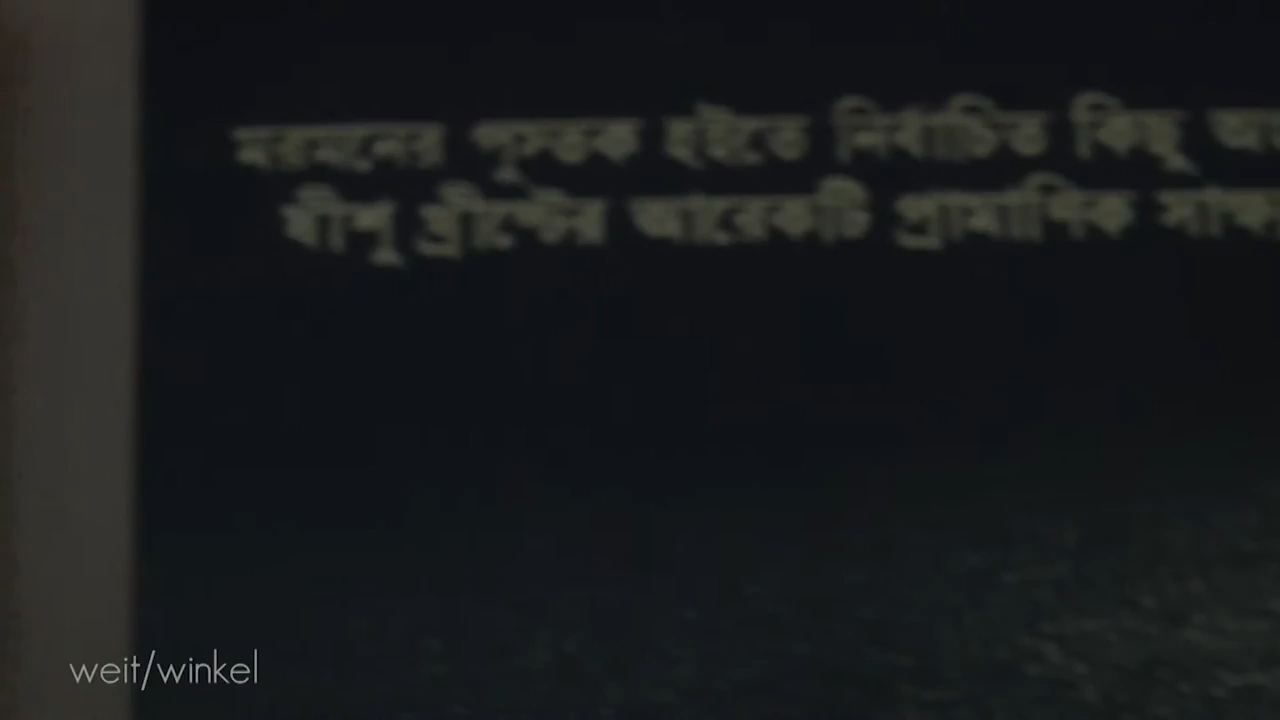 মরমনের পুস্তক হইতে নির্বাচিত কিছু
যীশু খ্রীষ্টের আরেকটি প্রামাণিক
weit/winkel